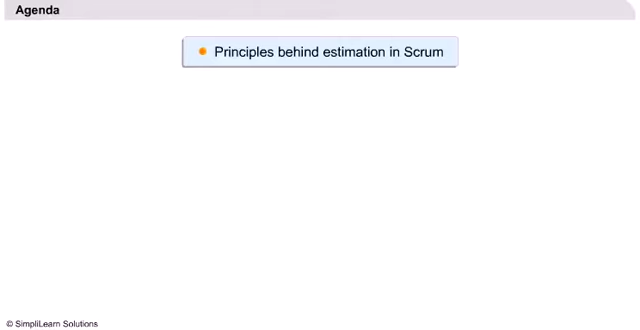 Agenda
Principles behind estimation in Scrum
© SimpliLearn Solutions